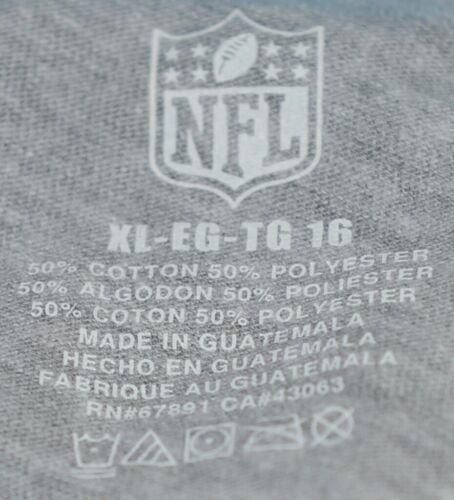 NFL
XL-EG-TG 16
50% COTTON 50% POLYESTER
50% ALGODON 50% POLIESTER
50% COTON 50% POLYESTER
MADE IN GUATEMALA
HECHO EN GUATEMALA
FABRIQUE AU GUATEMALA
RN#67891 CA#43063